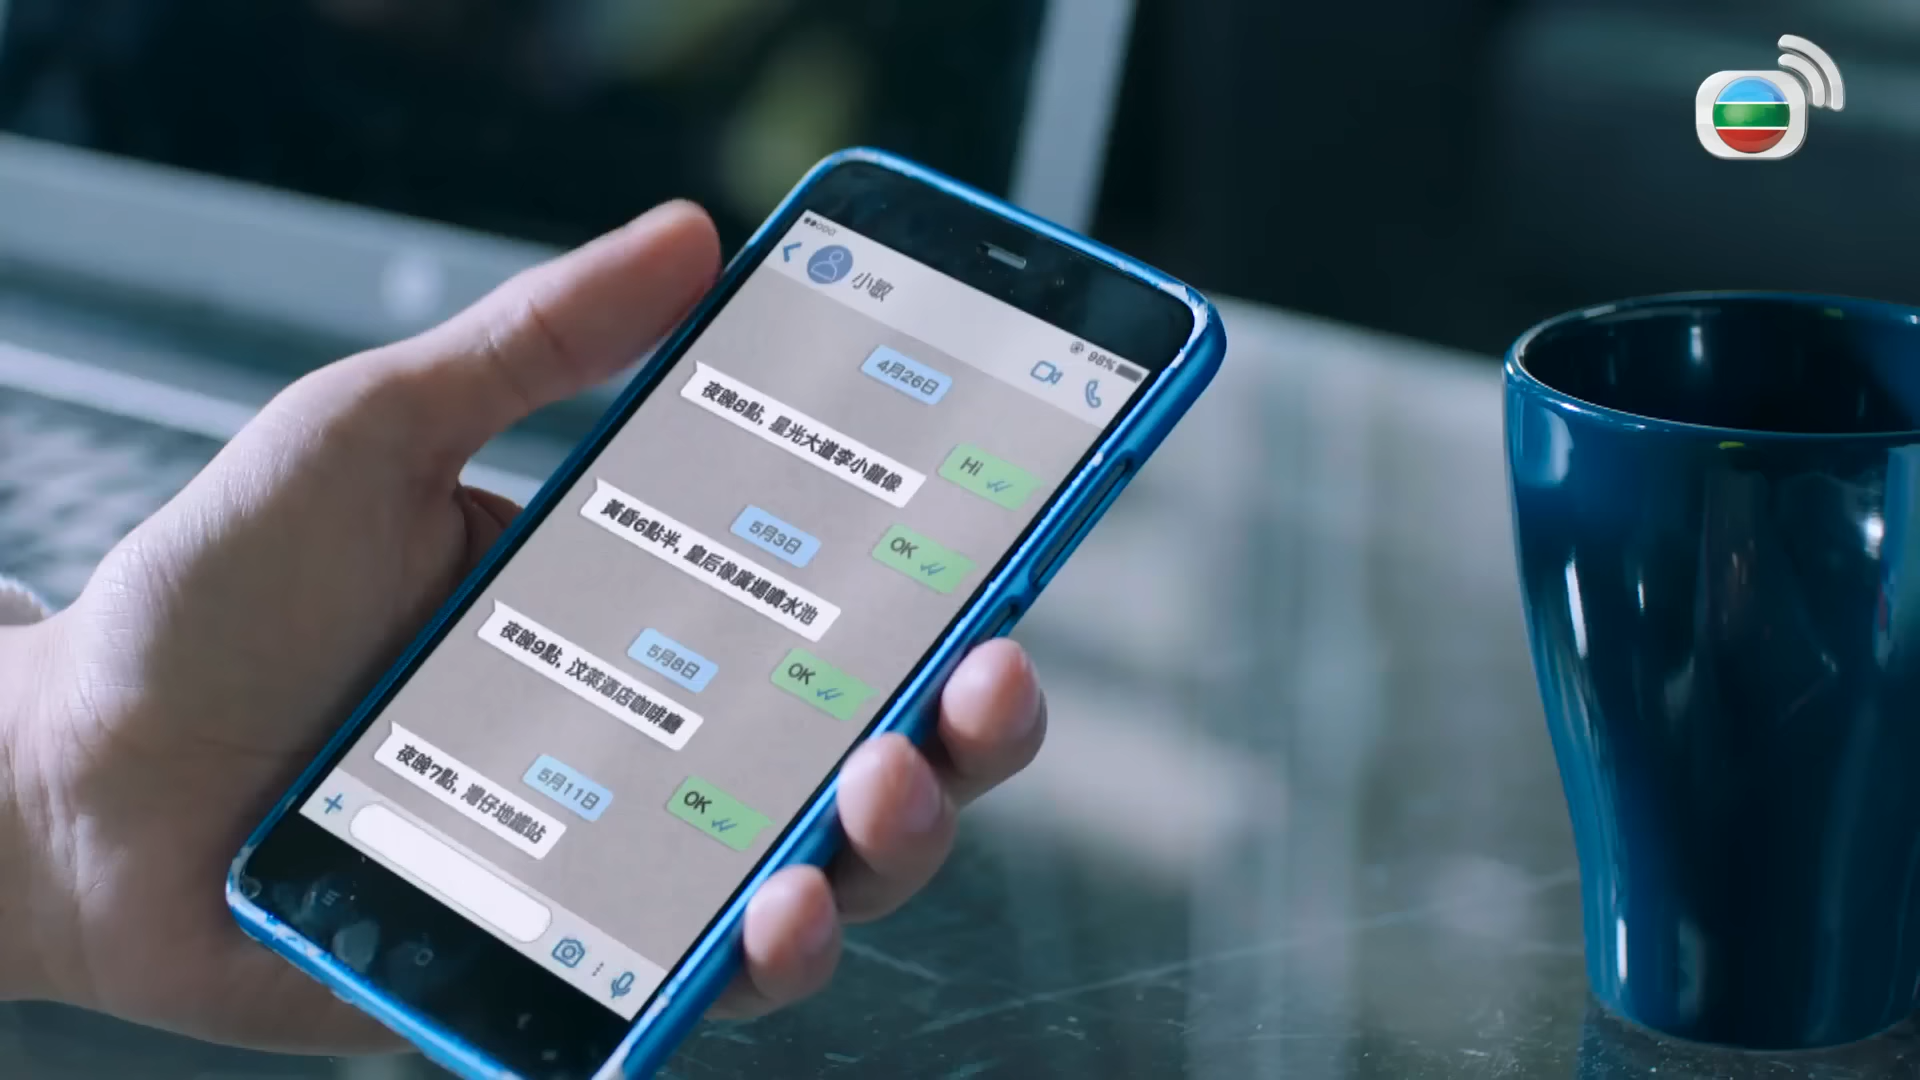 98%
小敏
4月26日
Hi
夜晚8點, 星光大道李小龍像
5月3日
OK
黃昏6點半, 皇后像廣場噴水池
5月8日
OK
夜晚9點, 汶萊酒店咖啡廳
5月11日
OK
夜晚7點, 灣仔地鐵站